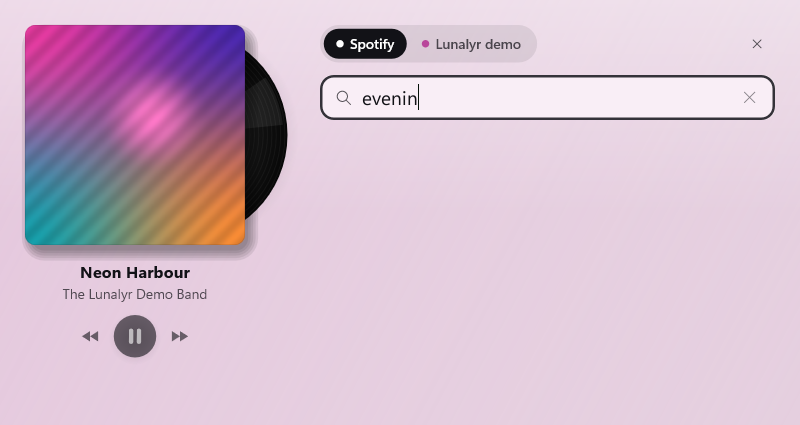 Spotify
Lunalyr demo
evenin
Neon Harbour
The Lunalyr Demo Band